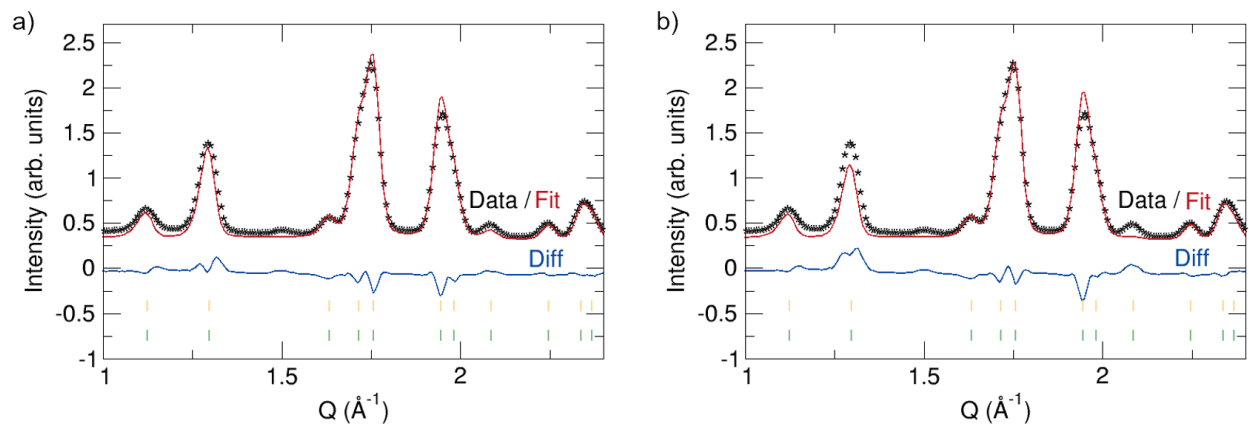 a)
2.5
2
1.5
1
0.5
0
-0.5
-1
Intensity (arb. units)
Data / Fit
Diff
1
1.5
2
Q (Å⁻¹)
b)
2.5
2
1.5
1
0.5
0
-0.5
-1
Intensity (arb. units)
Data / Fit
Diff
1
1.5
2
Q (Å⁻¹)